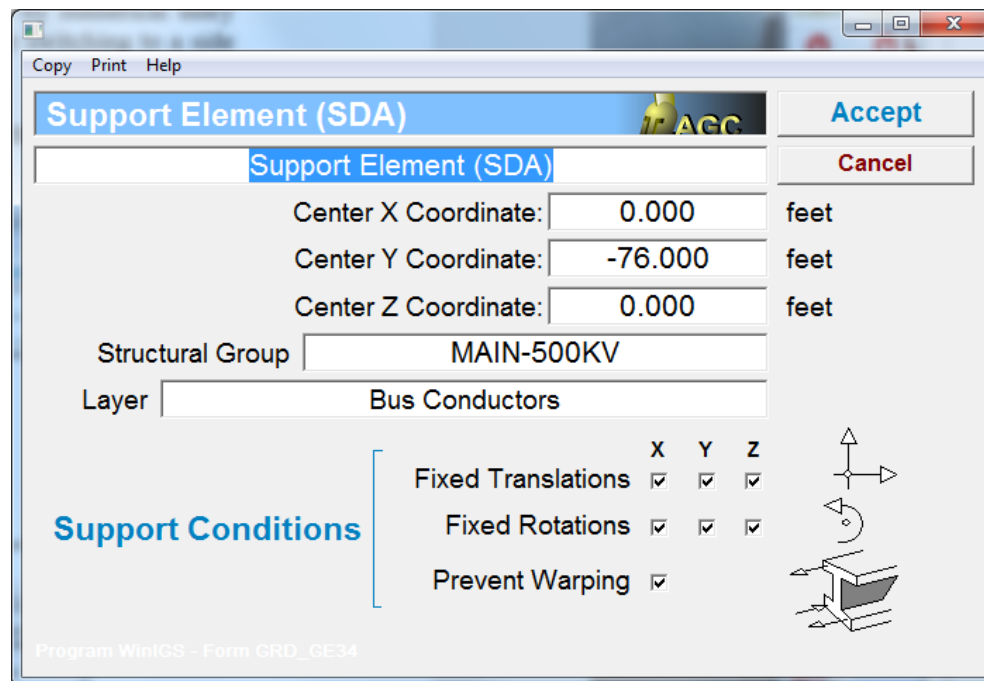 Copy Print Help
Support Element (SDA)
AGC
Accept
Support Element (SDA)
Cancel
Center X Coordinate: 0.000 feet
Center Y Coordinate: -76.000 feet
Center Z Coordinate: 0.000 feet
Structural Group MAIN-500KV
Layer Bus Conductors
X Y Z
Fixed Translations
Support Conditions
Fixed Rotations
Prevent Warping
Program WinIGS - Form GRD_GE34